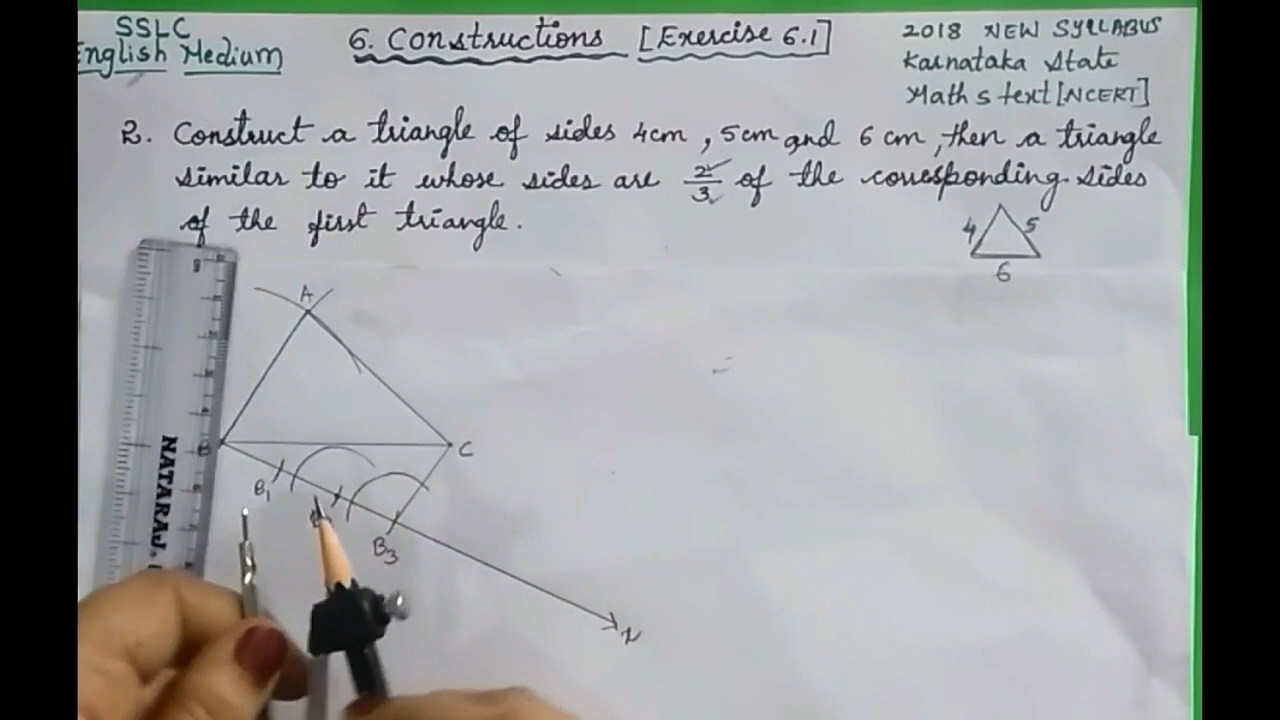 SSLC
English Medium
6. Constructions [Exercise 6.1]
2018 NEW SYLLABUS
Karnataka State
Maths text [NCERT]
2. Construct a triangle of sides 4cm, 5cm and 6 cm, then a triangle
similar to it whose sides are 2/3 of the corresponding sides
of the first triangle.
4 5
6
A
B C
B1
B3
X
NATARAJ